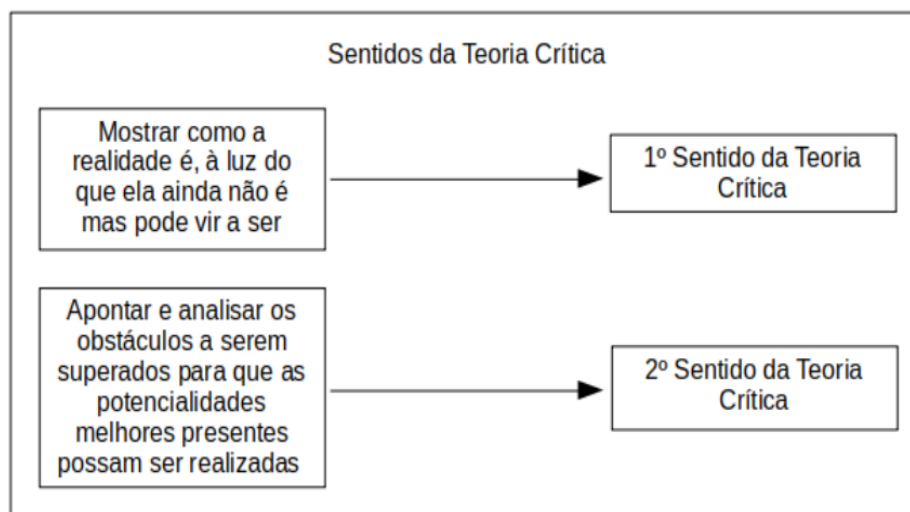 Sentidos da Teoria Crítica
Mostrar como a
realidade é, à luz do
que ela ainda não é
mas pode vir a ser
1º Sentido da Teoria
Crítica
Apontar e analisar os
obstáculos a serem
superados para que as
potencialidades
melhores presentes
possam ser realizadas
2º Sentido da Teoria
Crítica